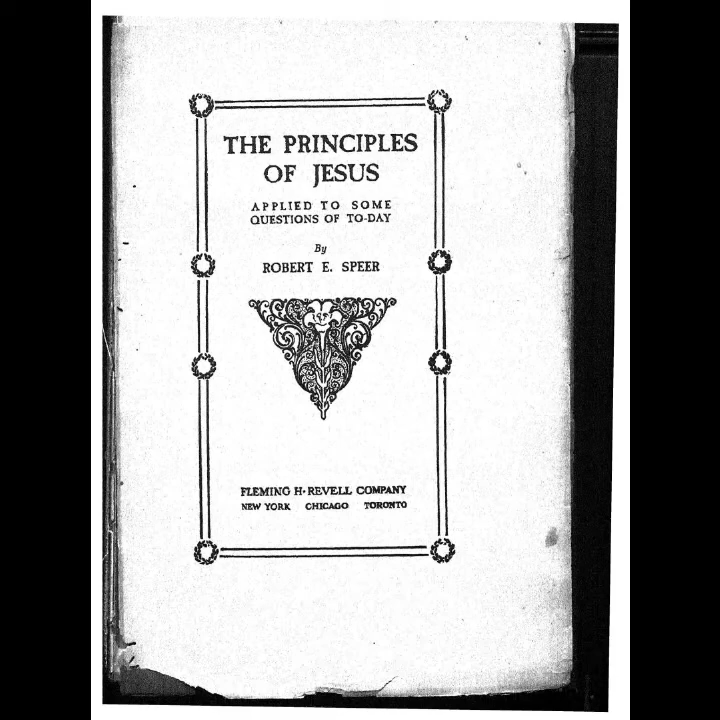 THE PRINCIPLES
OF JESUS
APPLIED TO SOME
QUESTIONS OF TO-DAY
By
ROBERT E. SPEER
FLEMING H. REVELL COMPANY
NEW YORK CHICAGO TORONTO